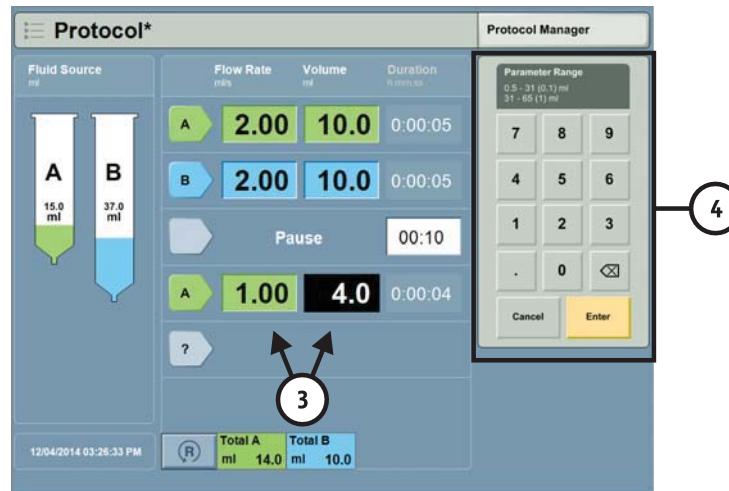 Protocol*
Protocol Manager
Fluid Source
ml
A
15.0
ml
B
37.0
ml
Flow Rate Volume Duration
ml/s ml h:mm:ss
A 2.00 10.0 0:00:05
B 2.00 10.0 0:00:05
Pause 00:10
A 1.00 4.0 0:00:04
?
3
R
Total A
ml 14.0
Total B
ml 10.0
12/04/2014 03:26:33 PM
Parameter Range
0.5 - 31 (0.1) ml
31 - 65 (1) ml
7 8 9
4 5 6
1 2 3
. 0
Cancel Enter
4